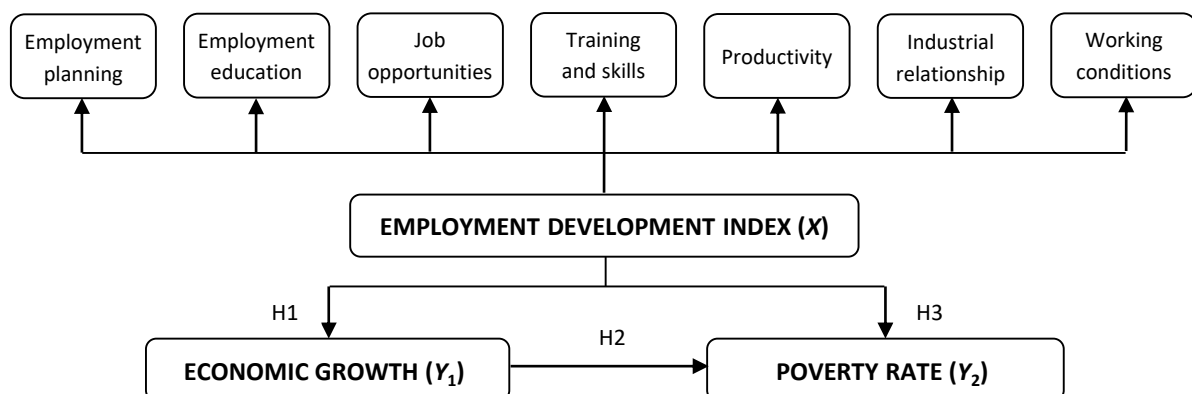 Employment
planning
Employment
education
Job
opportunities
Training
and skills
Productivity
Industrial
relationship
Working
conditions
EMPLOYMENT DEVELOPMENT INDEX (X)
H1
H2
H3
ECONOMIC GROWTH (Y₁)
POVERTY RATE (Y₂)